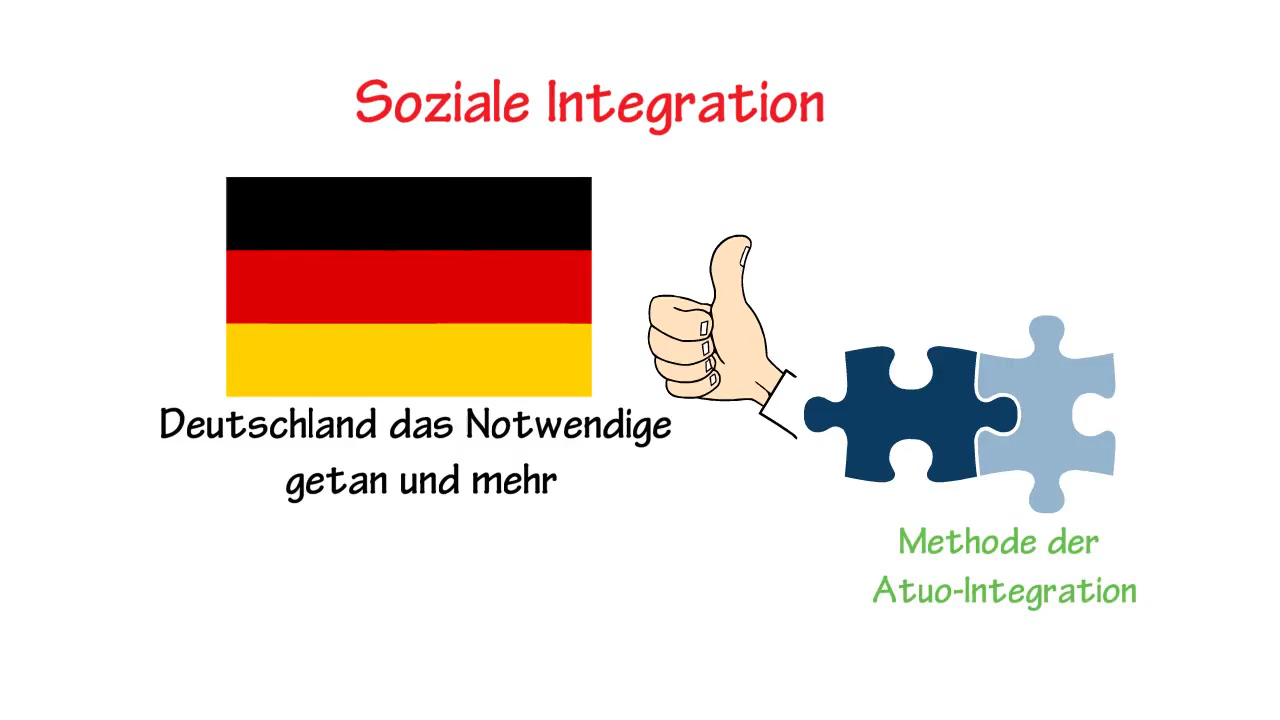 Soziale Integration
Deutschland das Notwendige
getan und mehr
Methode der
Atuo-Integration